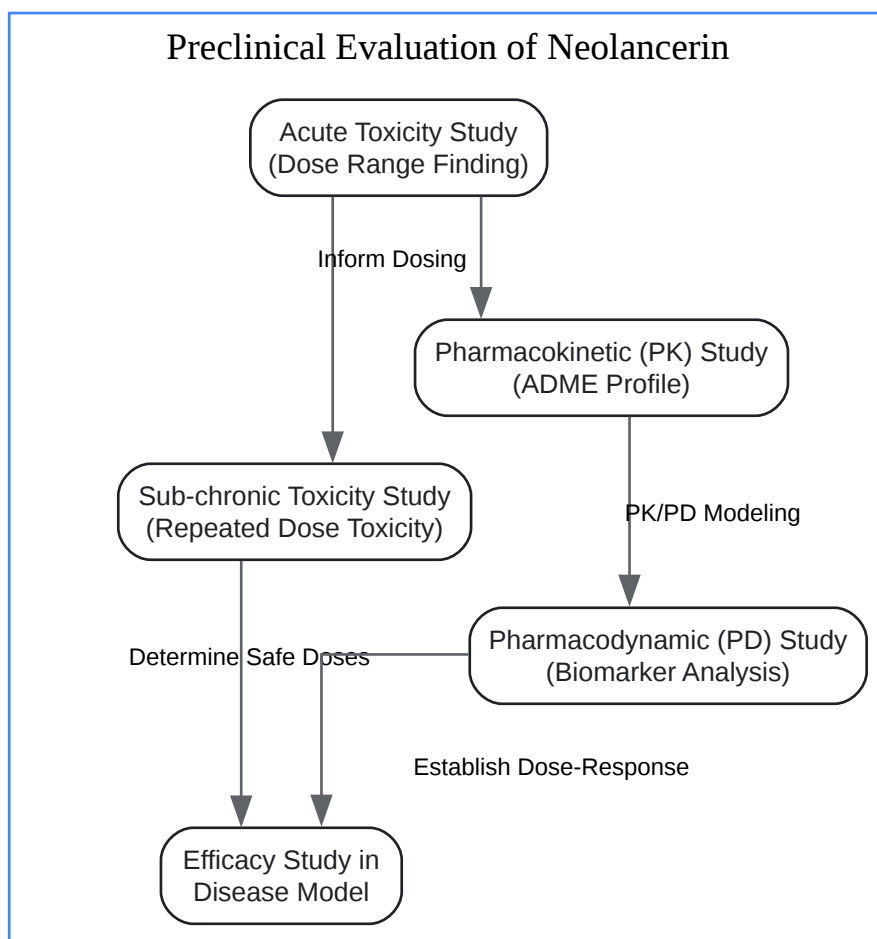 Preclinical Evaluation of Neolancerin
Acute Toxicity Study
(Dose Range Finding)
Inform Dosing
Pharmacokinetic (PK) Study
(ADME Profile)
Sub-chronic Toxicity Study
(Repeated Dose Toxicity)
PK/PD Modeling
Pharmacodynamic (PD) Study
(Biomarker Analysis)
Determine Safe Doses
Establish Dose-Response
Efficacy Study in
Disease Model